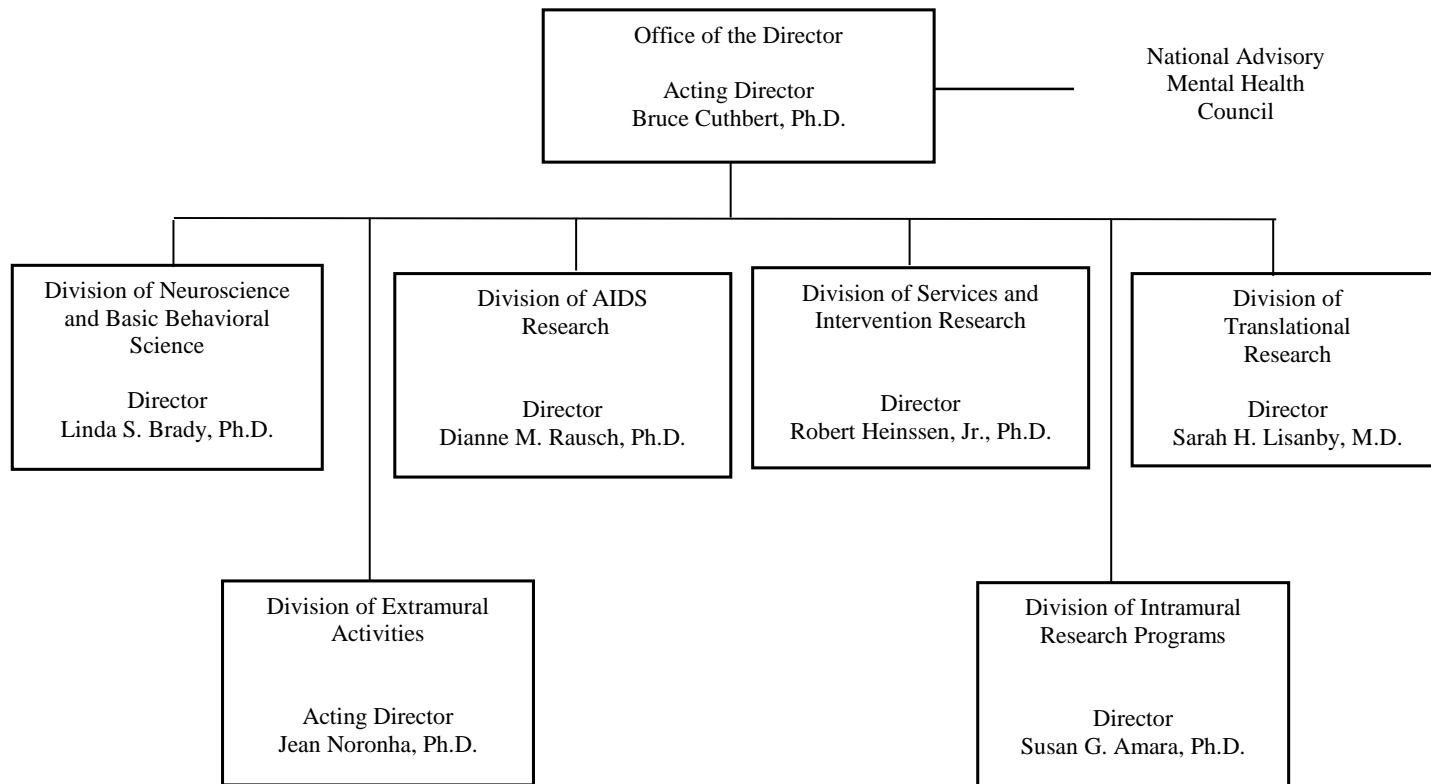 Office of the Director
Acting Director
Bruce Cuthbert, Ph.D.
National Advisory
Mental Health
Council
Division of Neuroscience
and Basic Behavioral
Science
Director
Linda S. Brady, Ph.D.
Division of AIDS
Research
Director
Dianne M. Rausch, Ph.D.
Division of Services and
Intervention Research
Director
Robert Heinssen, Jr., Ph.D.
Division of
Translational
Research
Director
Sarah H. Lisanby, M.D.
Division of Extramural
Activities
Acting Director
Jean Noronha, Ph.D.
Division of Intramural
Research Programs
Director
Susan G. Amara, Ph.D.